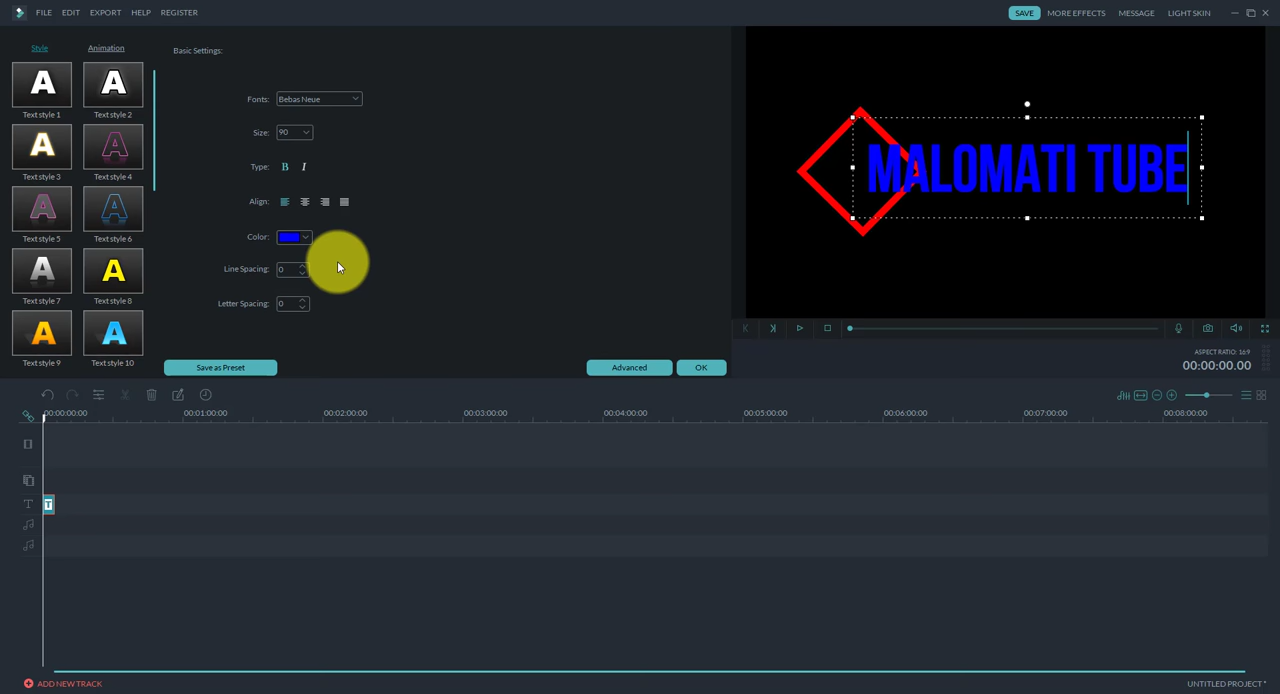 FILE EDIT EXPORT HELP REGISTER SAVE MORE EFFECTS MESSAGE LIGHT SKIN
Style Animation
Basic Settings:
A A
Text style 1 Text style 2
A A
Text style 3 Text style 4
A A
Text style 5 Text style 6
A A
Text style 7 Text style 8
A A
Text style 9 Text style 10
Fonts: Bebas Neue
Size: 90
Type: B I
Align:
Color:
Line Spacing: 0
Letter Spacing: 0
Save as Preset Advanced OK
MALOMATI TUBE
ASPECT RATIO: 16:9
00:00:00.00
00:00:00:00 00:01:00:00 00:02:00:00 00:03:00:00 00:04:00:00 00:05:00:00 00:06:00:00 00:07:00:00 00:08:00:00
T T
ADD NEW TRACK UNTITLED PROJECT *